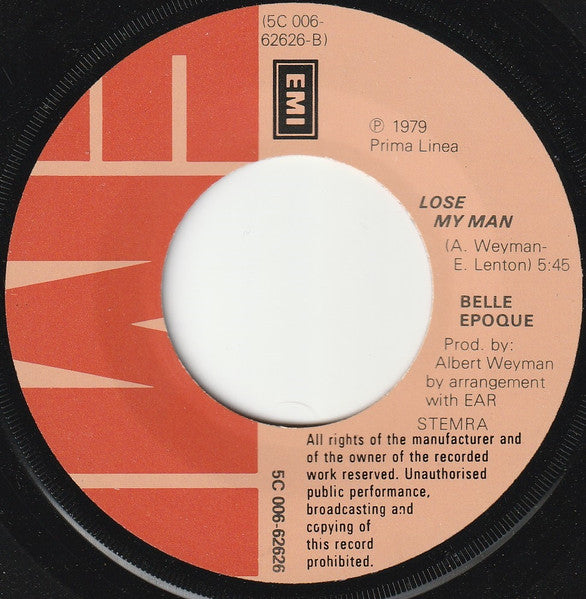 (5C 006-
62626-B)
EMI
℗ 1979
Prima Linea
LOSE
MY MAN
(A. Weyman-
E. Lenton) 5:45
BELLE
EPOQUE
Prod. by:
Albert Weyman
by arrangement
with EAR
STEMRA
All rights of the manufacturer and
of the owner of the recorded
work reserved. Unauthorised
public performance,
broadcasting and
copying of
this record
prohibited.
5C 006-62626
EMI